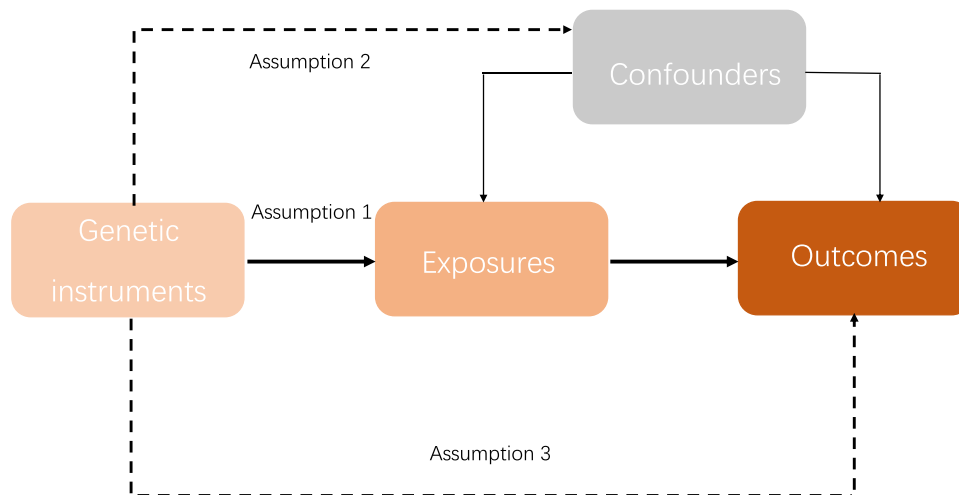 Assumption 2
Confounders
Assumption 1
Genetic
instruments
Exposures
Outcomes
Assumption 3